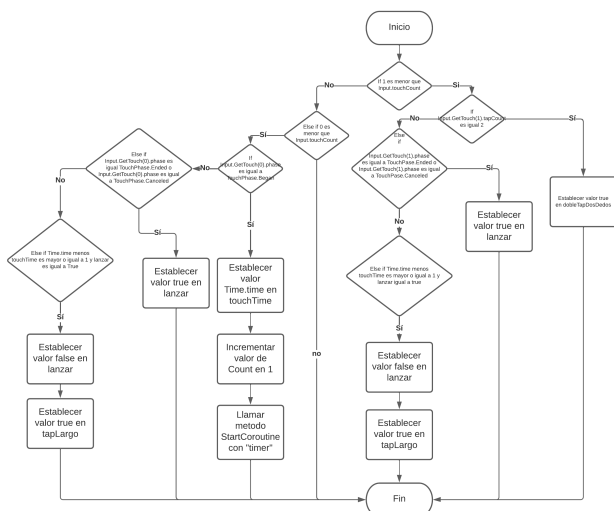 Inicio
If 1 es menor que
Input.touchCount
No
Si
If
Input.GetTouch(1).tapCount
es igual 2
No
Sí
Else if 0 es
menor que
Input.touchCount
Sí
no
If
Input.GetTouch(0).phase
es igual a
TouchPhase.Began
No
Sí
Else if
Input.GetTouch(0).phase es
igual TouchPhase.Ended o
Input.GetTouch(0).phase es igual
a TouchPhase.Canceled
No
Sí
Else
if
Input.GetTouch(1).phase
es igual a
TouchPase.Ended o
Input.GetTouch(1).phase
es igual a
TouchPase.Canceled
Sí
No
Establecer valor true
en dobleTapDosDedos
Establecer
valor true en
lanzar
Else if Time.time menos
touchTime es mayor o igual a 1 y lanzar
es igual a True
Sí
Establecer
valor true en
lanzar
Establecer
valor
Time.time en
touchTime
Else if Time.time menos
touchTime es mayor o igual a 1 y
lanzar igual a true
Sí
Establecer
valor false en
lanzar
Incrementar
valor de
Count en 1
Establecer
valor false en
lanzar
Establecer
valor true en
tapLargo
Llamar
metodo
StartCoroutine
con "timer"
Establecer
valor true en
tapLargo
Fin